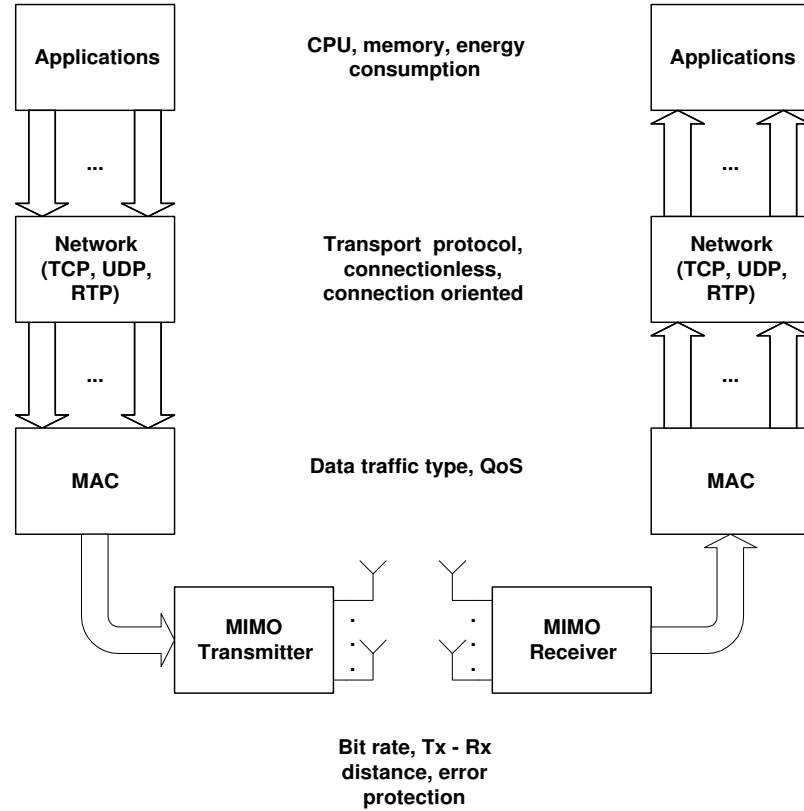 Applications
CPU, memory, energy
consumption
Applications
...
...
Network
(TCP, UDP,
RTP)
Transport protocol,
connectionless,
connection oriented
Network
(TCP, UDP,
RTP)
...
...
MAC
Data traffic type, QoS
MAC
MIMO
Transmitter
MIMO
Receiver
Bit rate, Tx - Rx
distance, error
protection